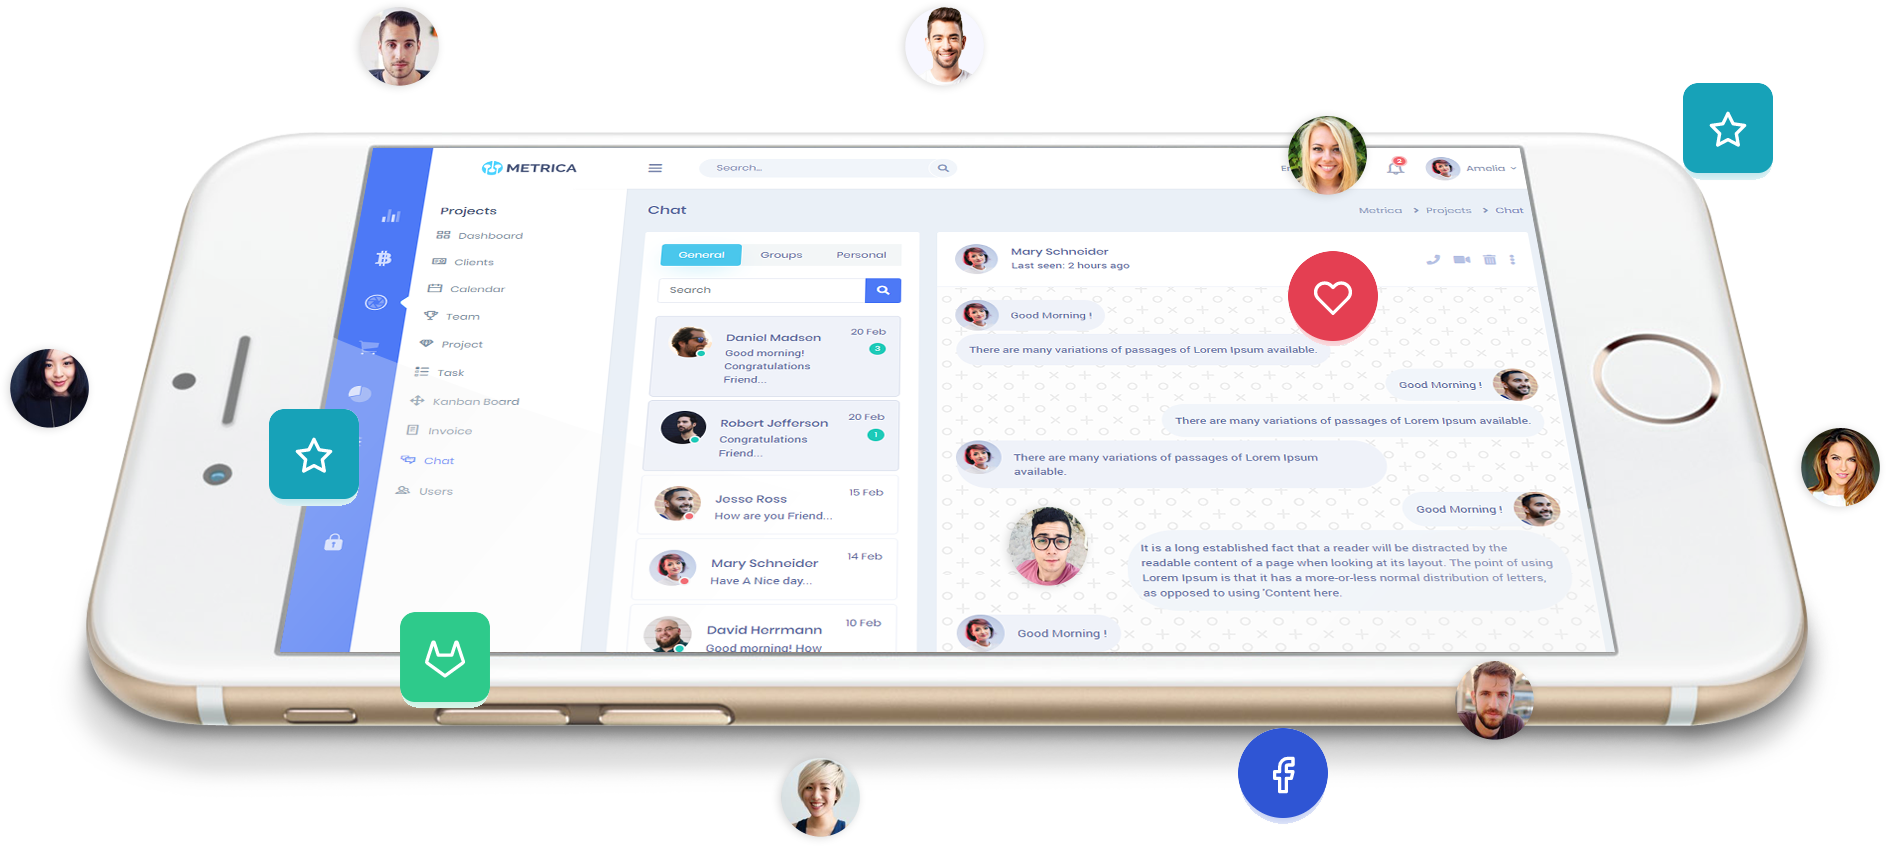 METRICA
Search...
2
Amelia
Projects
Dashboard
Clients
Calendar
Team
Project
Task
Kanban Board
Invoice
Chat
Users
Chat
Metrica > Projects > Chat
General Groups Personal
Search
Daniel Madsen 20 Feb
Good morning! 3
Congratulations
Friend...
Robert Jefferson 20 Feb
Congratulations 1
Friend...
Jesse Ross 15 Feb
How are you Friend...
Mary Schneider 14 Feb
Have A Nice day...
David Herrmann 10 Feb
Good morning! How
Mary Schneider
Last seen: 2 hours ago
Good Morning !
There are many variations of passages of Lorem Ipsum available.
Good Morning !
There are many variations of passages of Lorem Ipsum available.
There are many variations of passages of Lorem Ipsum
available.
Good Morning !
It is a long established fact that a reader will be distracted by the
readable content of a page when looking at its layout. The point of using
Lorem Ipsum is that it has a more-or-less normal distribution of letters,
as opposed to using 'Content here.
Good Morning !